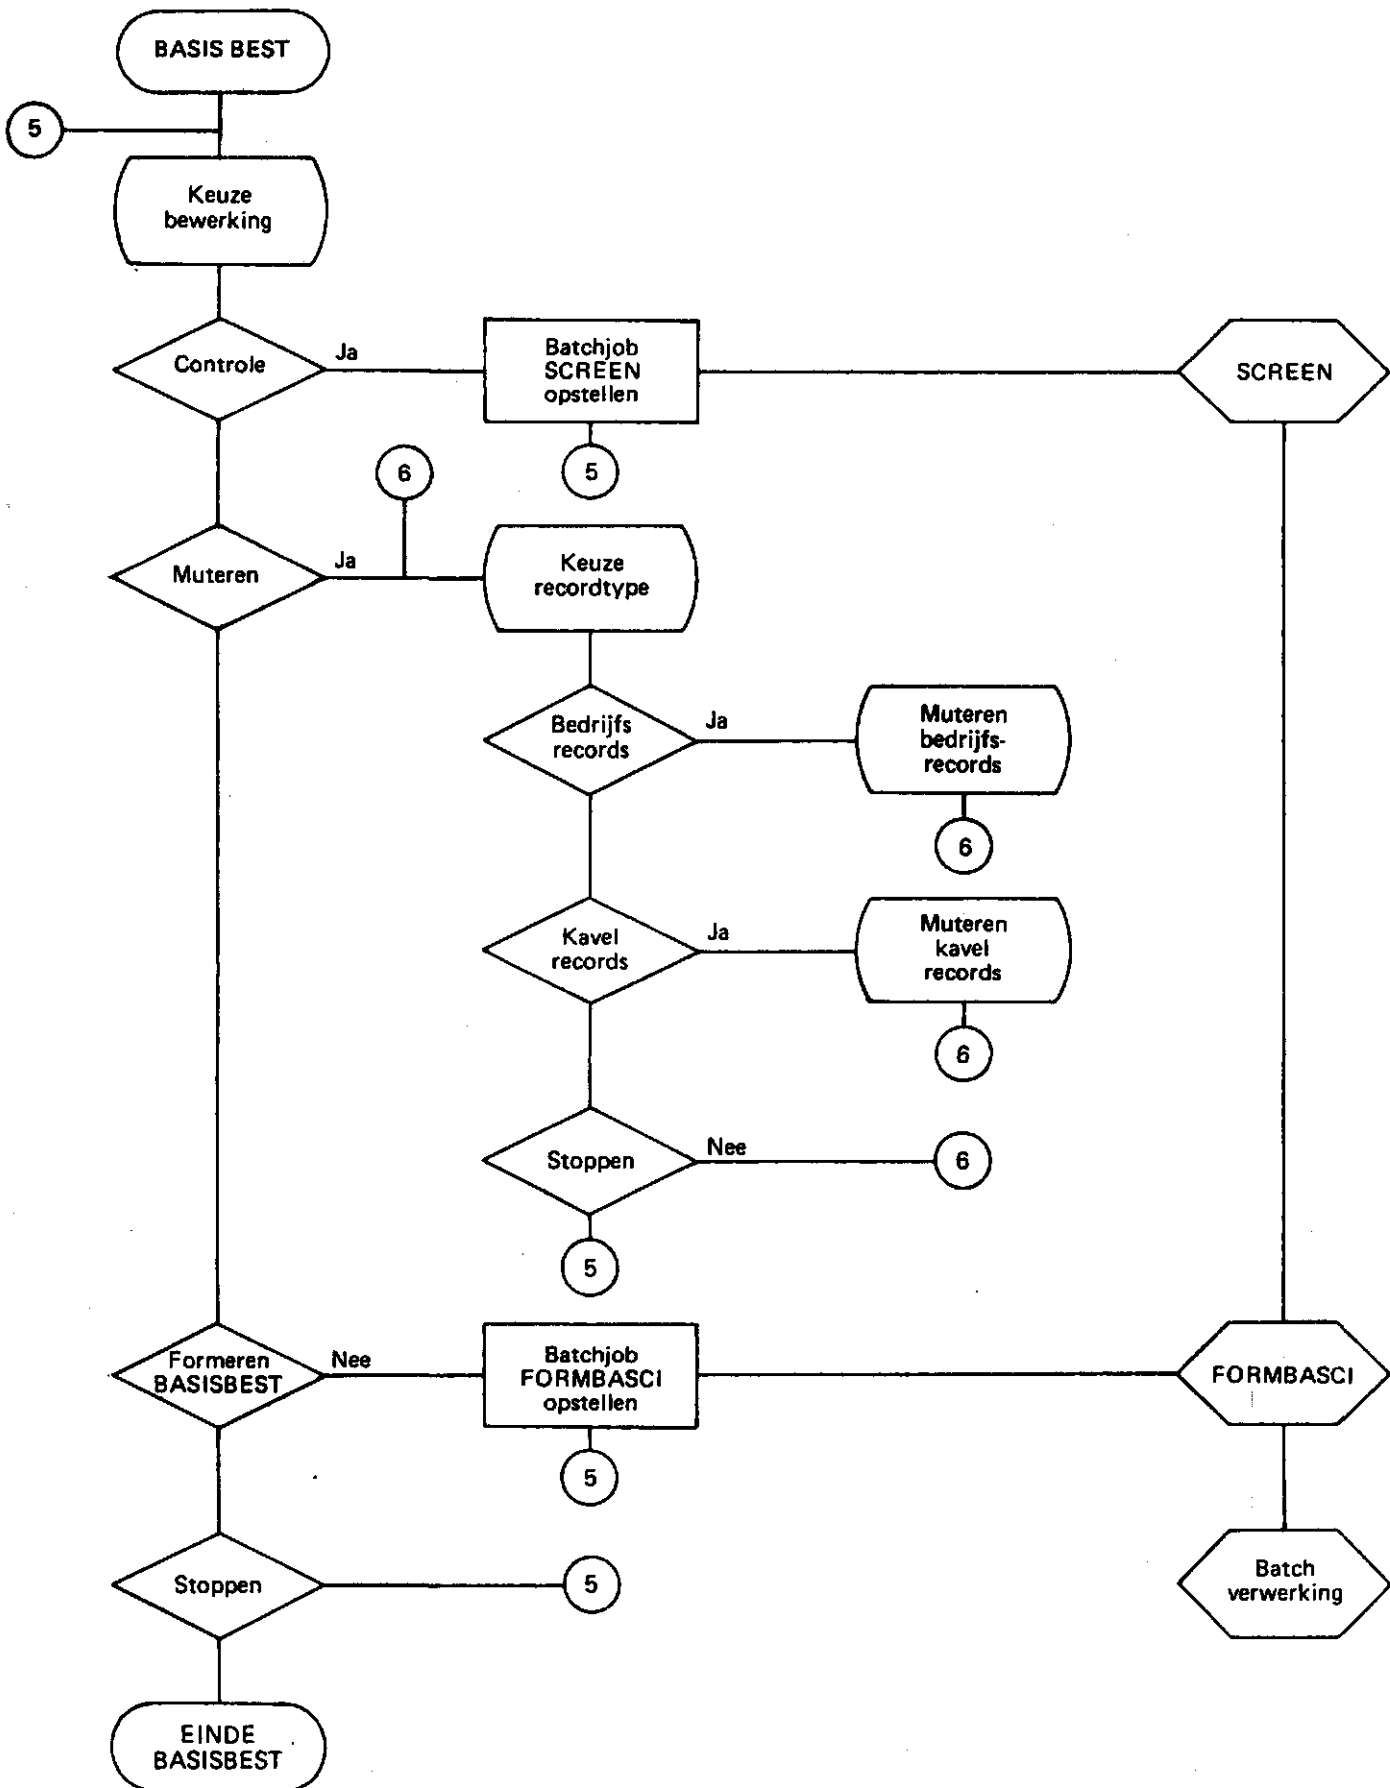 BASIS BEST
5
Keuze
bewerking
Controle
Ja
Batchjob
SCREEN
opstellen
SCREEN
5
6
Muteren
Ja
Keuze
recordtype
Bedrijfs
records
Ja
Muteren
bedrijfs-
records
6
Kavel
records
Ja
Muteren
kavel
records
6
Stoppen
Nee
6
5
Formeren
BASISBEST
Nee
Batchjob
FORMBASCI
opstellen
FORMBASCI
5
Stoppen
5
Batch
verwerking
EINDE
BASISBEST